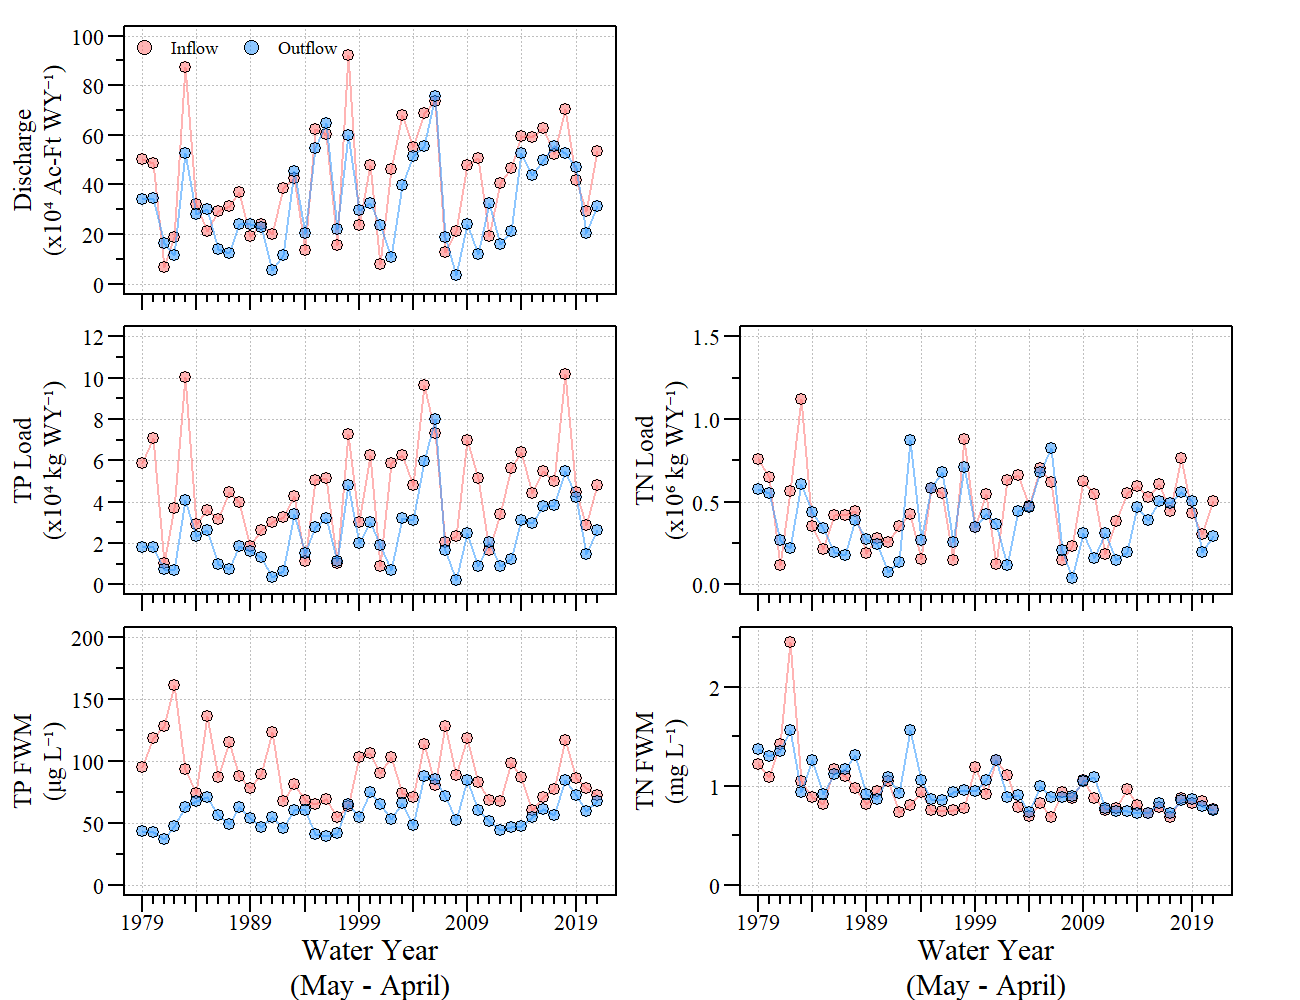 Inflow Outflow
Discharge
(x10⁴ Ac-Ft WY⁻¹)
100
80
60
40
20
0
TP Load
(x10⁴ kg WY⁻¹)
12
10
8
6
4
2
0
TN Load
(x10⁶ kg WY⁻¹)
1.5
1.0
0.5
0.0
TP FWM
(μg L⁻¹)
200
150
100
50
0
1979 1989 1999 2009 2019
Water Year
(May - April)
TN FWM
(mg L⁻¹)
2
1
0
1979 1989 1999 2009 2019
Water Year
(May - April)